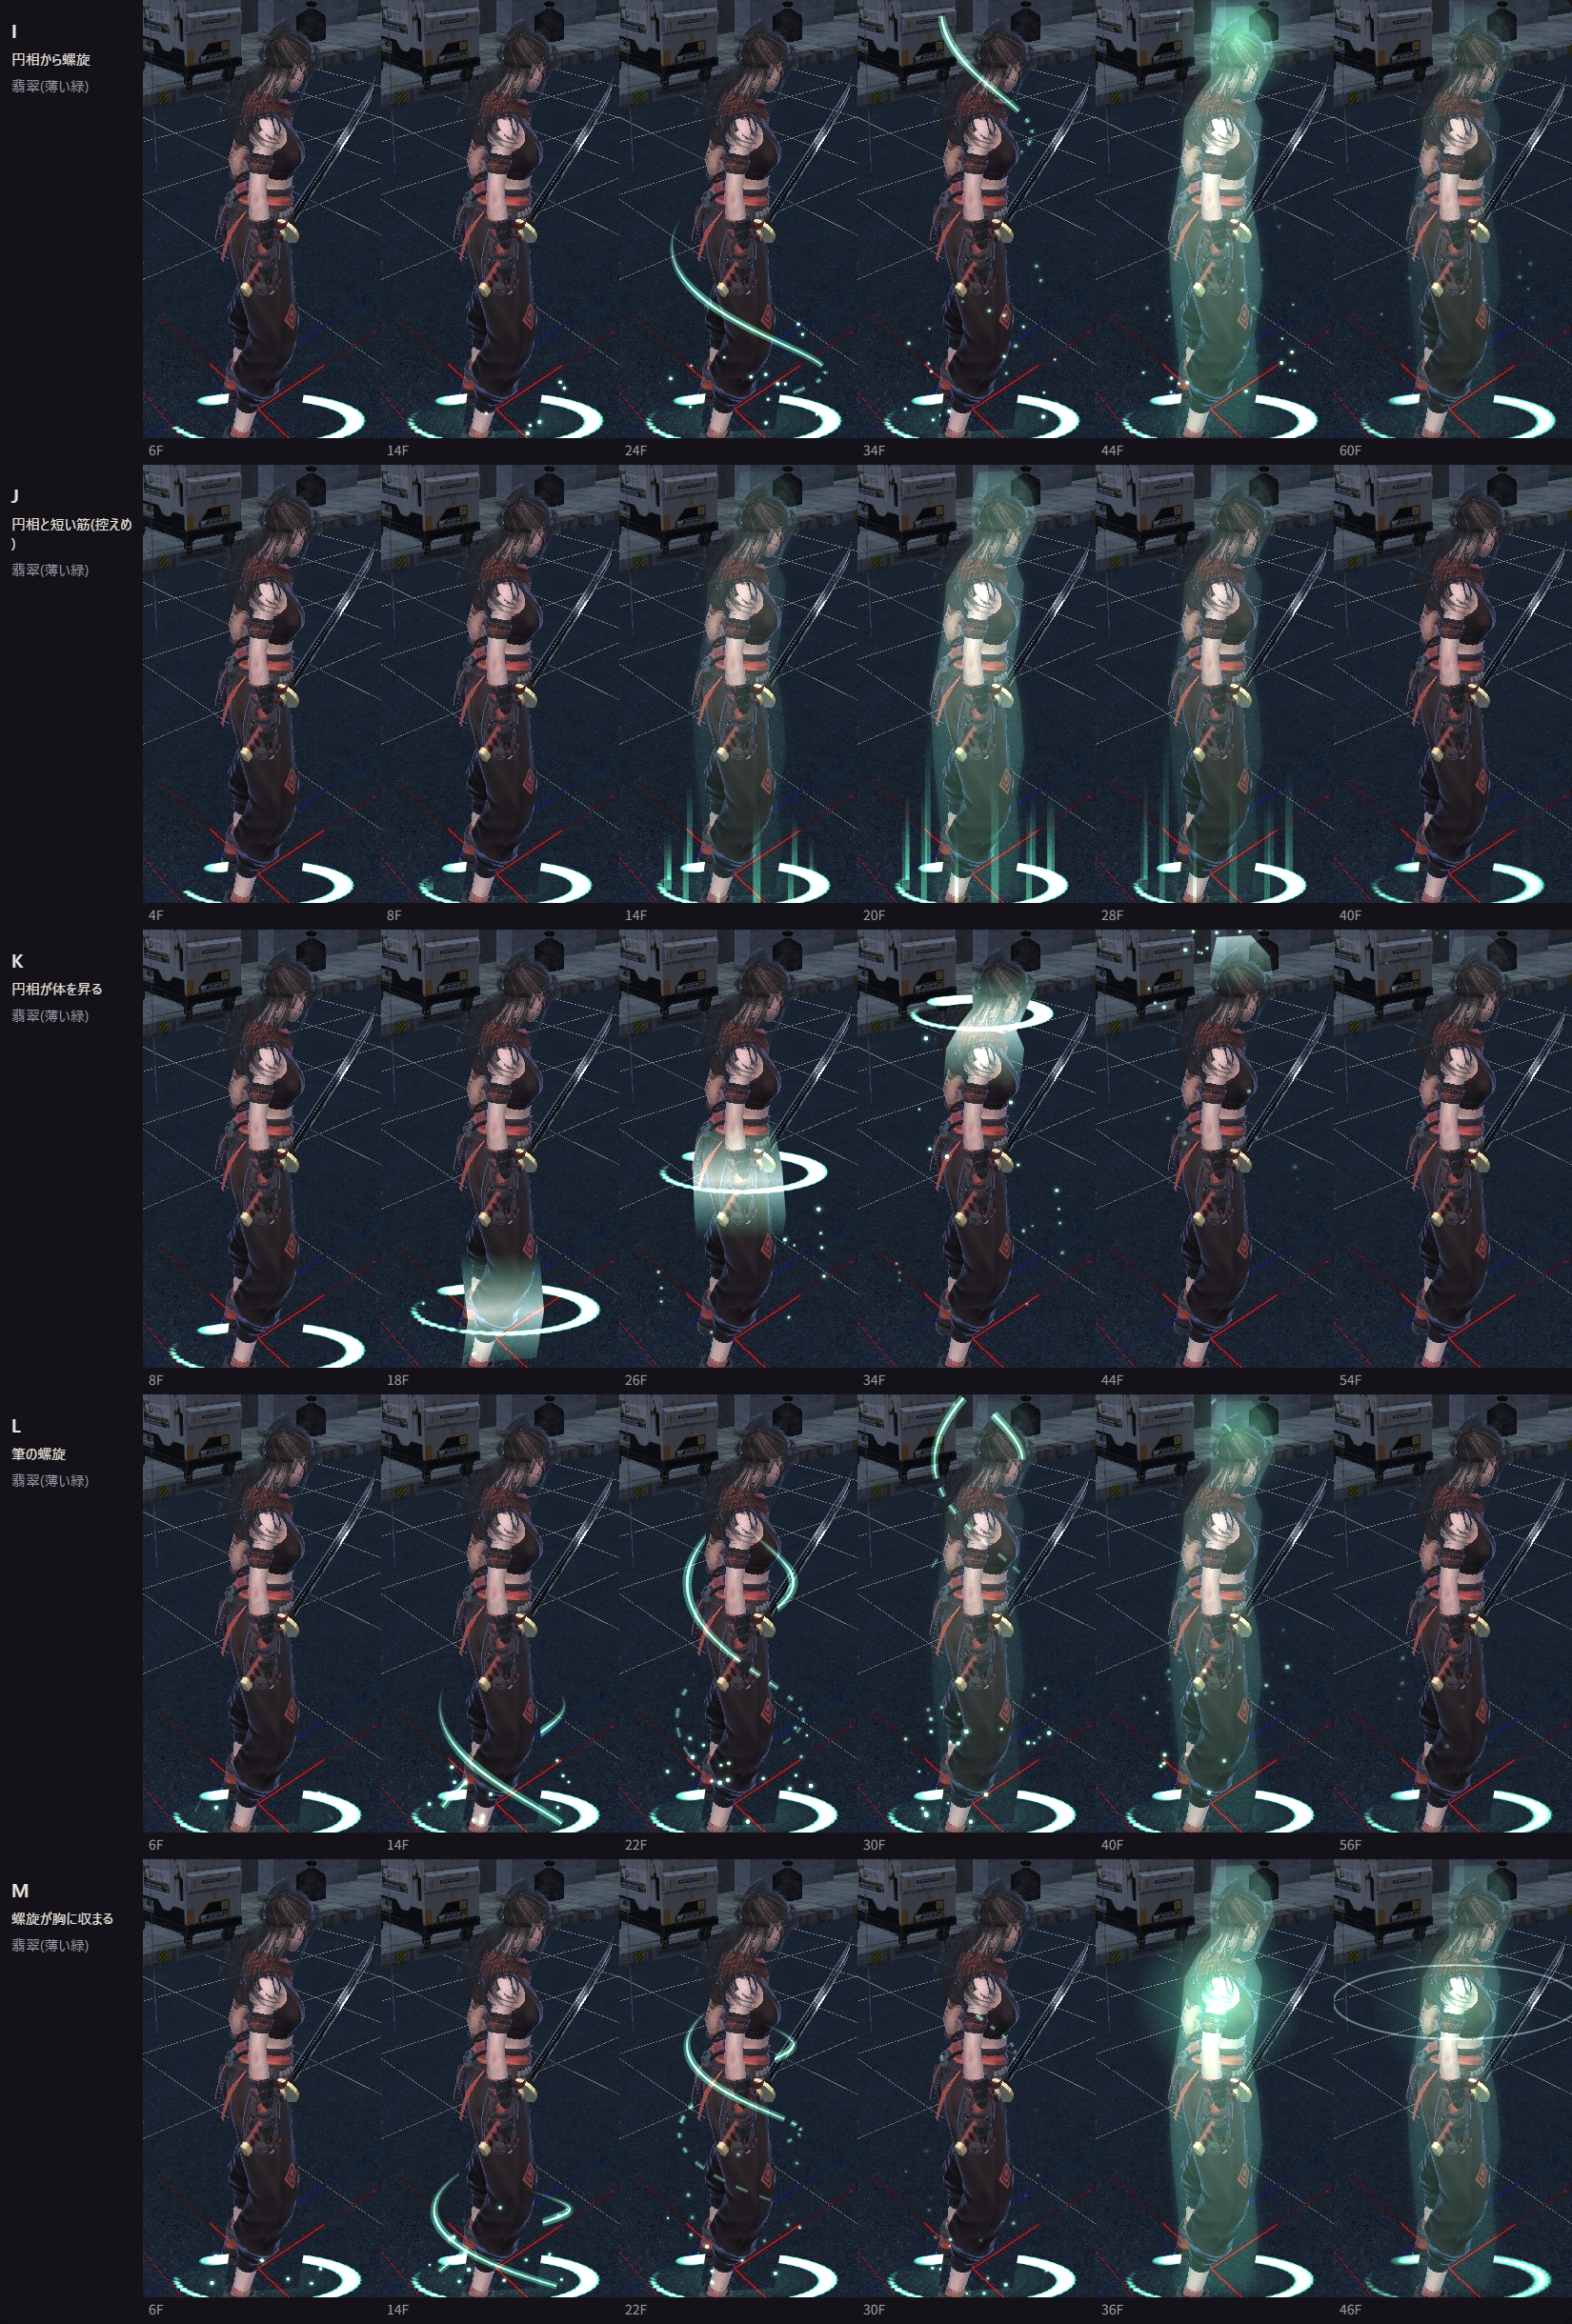 I
円相から螺旋
翡翠(薄い緑)
6F
14F
24F
34F
44F
60F
J
円相と短い筋(控えめ
)
翡翠(薄い緑)
4F
8F
14F
20F
28F
40F
K
円相が体を昇る
翡翠(薄い緑)
8F
18F
26F
34F
44F
54F
L
筆の螺旋
翡翠(薄い緑)
6F
14F
22F
30F
40F
56F
M
螺旋が胸に収まる
翡翠(薄い緑)
6F
14F
22F
30F
36F
46F